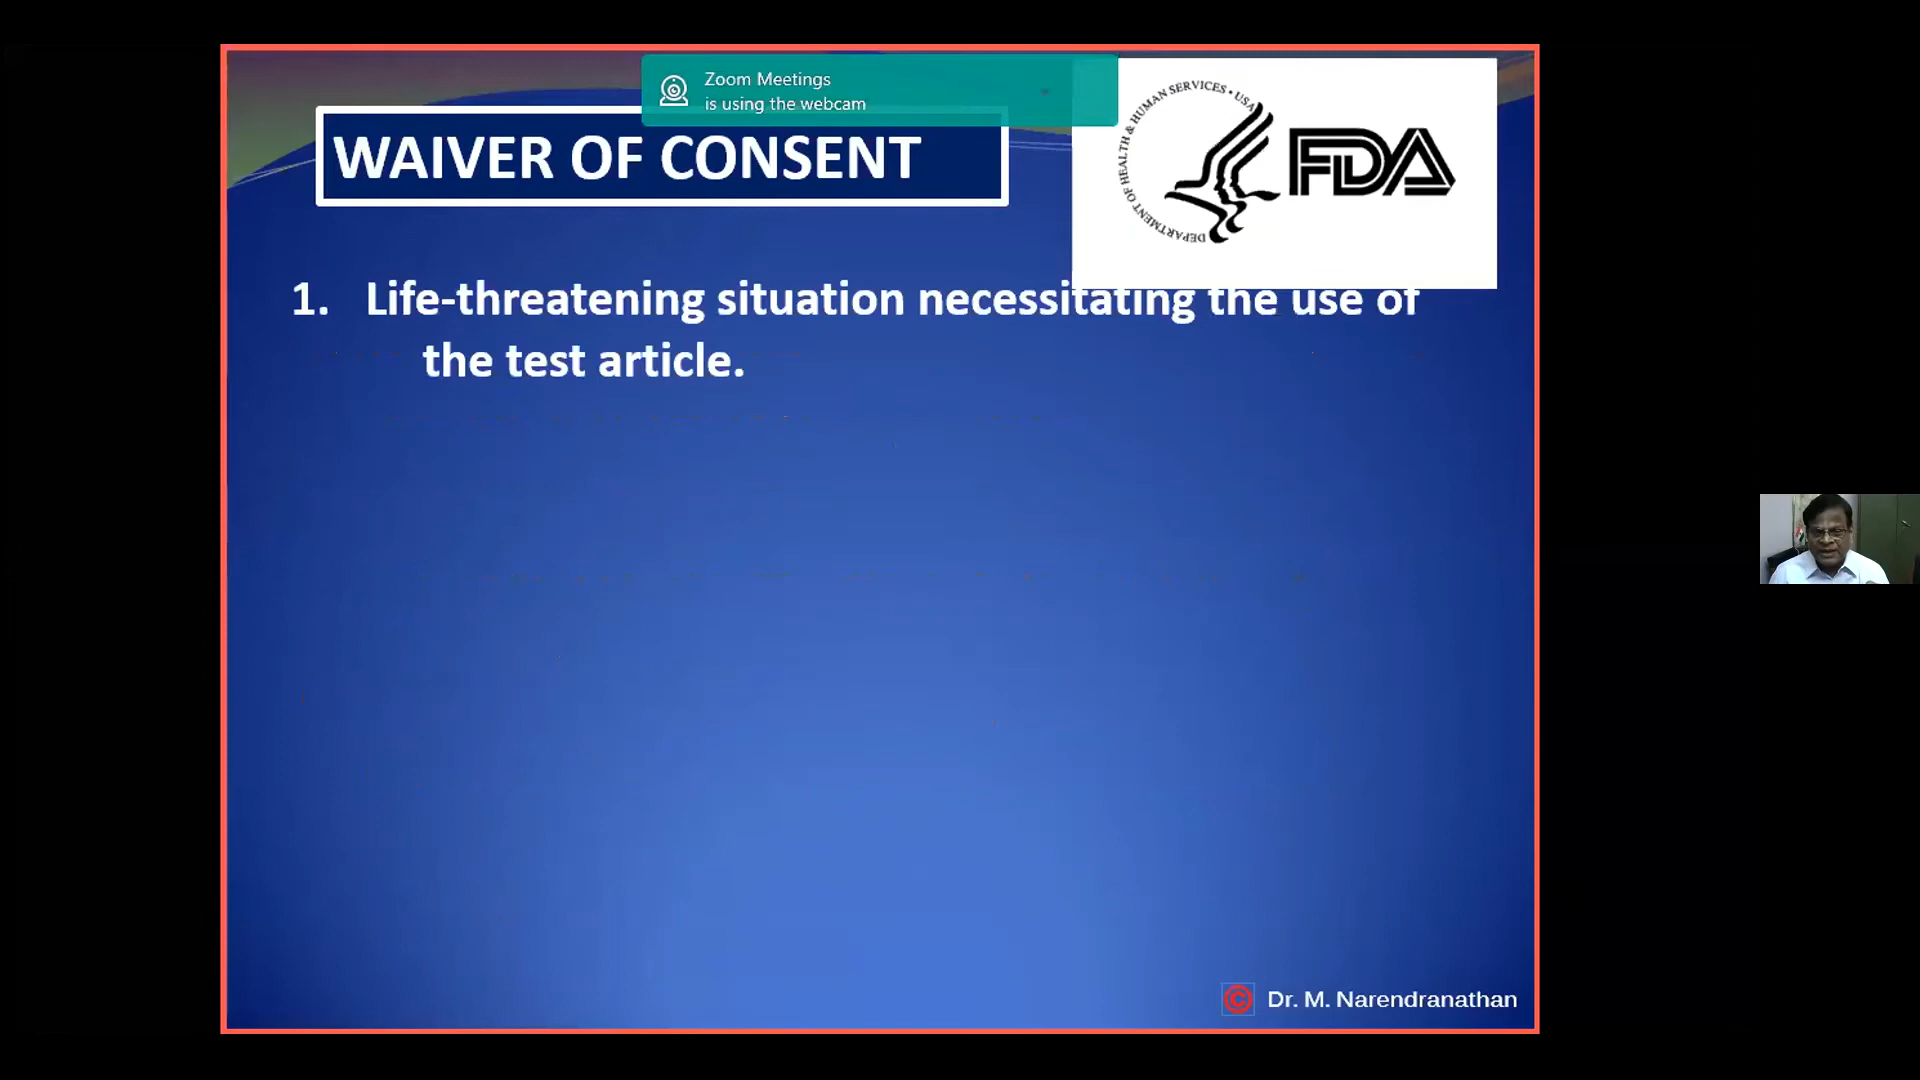 Zoom Meetings
is using the webcam
WAIVER OF CONSENT
DEPARTMENT OF HEALTH & HUMAN SERVICES • USA
FDA
1. Life-threatening situation necessitating the use of
the test article.
© Dr. M. Narendranathan